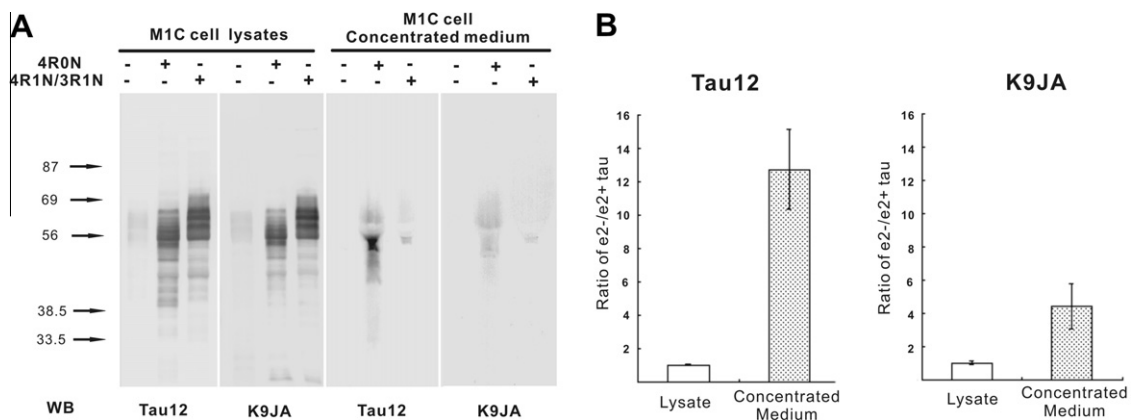 A
M1C cell lysates
M1C cell
Concentrated medium
4R0N - + - - + - - + - - + -
4R1N/3R1N - - + - - + - - + - - +
87
69
56
38.5
33.5
WB Tau12 K9JA Tau12 K9JA
B
Tau12
Ratio of e2-/e2+ tau
16
14
12
10
8
6
4
2
Lysate Concentrated
Medium
K9JA
Ratio of e2-/e2+ tau
16
14
12
10
8
6
4
2
Lysate Concentrated
Medium